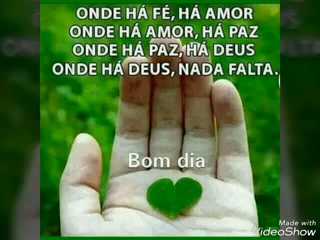 ONDE HÁ FÉ, HÁ AMOR
ONDE HÁ AMOR, HÁ PAZ
ONDE HÁ PAZ, HÁ DEUS
ONDE HÁ DEUS, NADA FALTA.
Bom dia
Made with
VideoShow